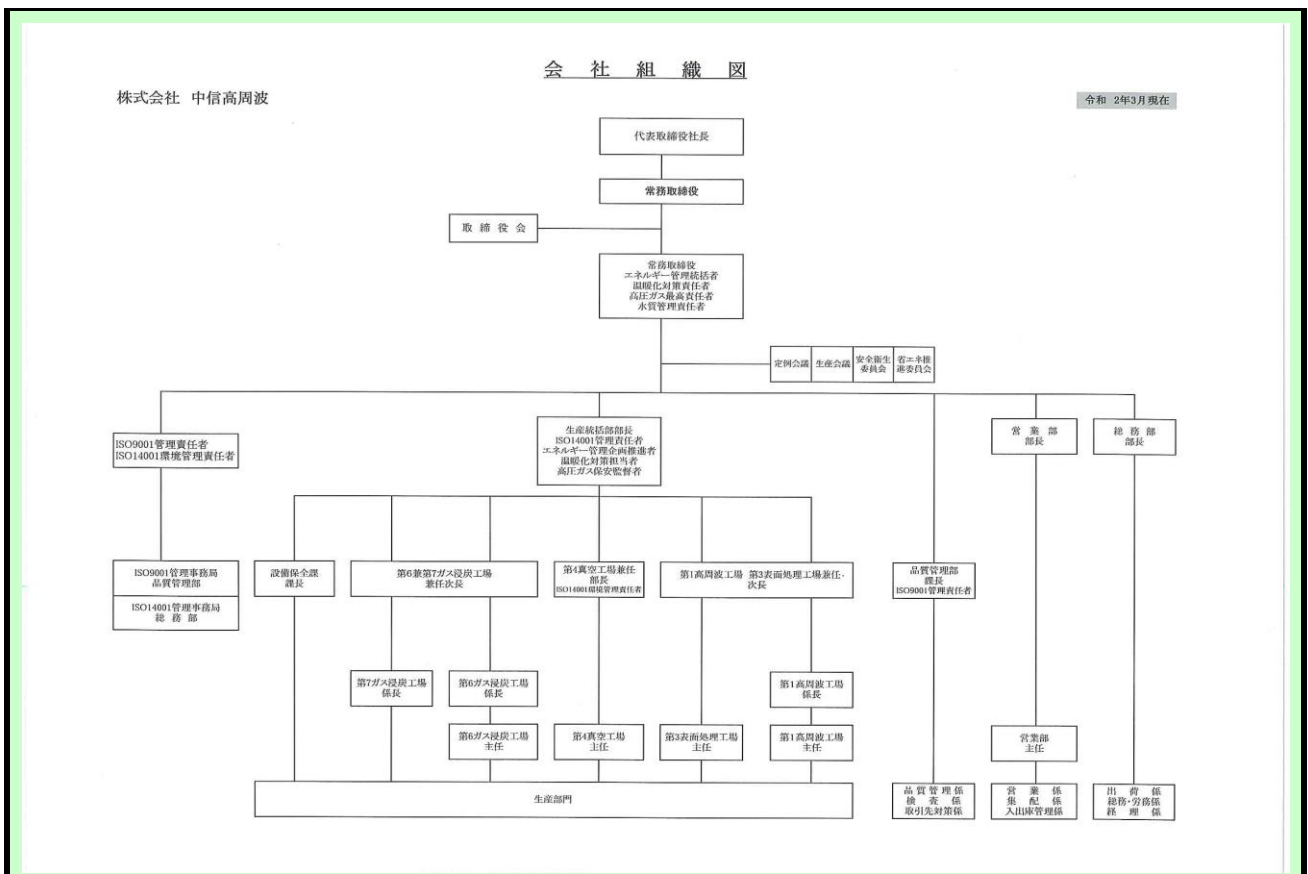 会社組織図
株式会社 中信高周波
令和 2年3月現在
代表取締役社長
常務取締役
取締役会
常務取締役
エネルギー管理統括者
温暖化対策責任者
高圧ガス最高責任者
水質管理責任者
定例会議
生産会議
安全衛生
委員会
省エネ推
進委員会
ISO9001管理責任者
ISO14001環境管理責任者
生産統括部部長
ISO14001管理責任者
エネルギー管理企画推進者
温暖化対策担当者
高圧ガス保安監督者
営業部
部長
総務部
部長
ISO9001管理事務局
品質管理部
ISO14001管理事務局
総務部
設備保全課
課長
第6兼第7ガス浸炭工場
兼任次長
第4真空工場兼任
部長
ISO14001環境管理責任者
第1高周波工場 第3表面処理工場兼任・
次長
品質管理部
課長
ISO9001管理責任者
第7ガス浸炭工場
係長
第6ガス浸炭工場
係長
第1高周波工場
係長
第6ガス浸炭工場
主任
第4真空工場
主任
第3表面処理工場
主任
第1高周波工場
主任
営業部
主任
生産部門
品質管理係
検査係
取引先対策係
営業係
集配係
入出庫管理係
出荷係
総務・労務係
経理係